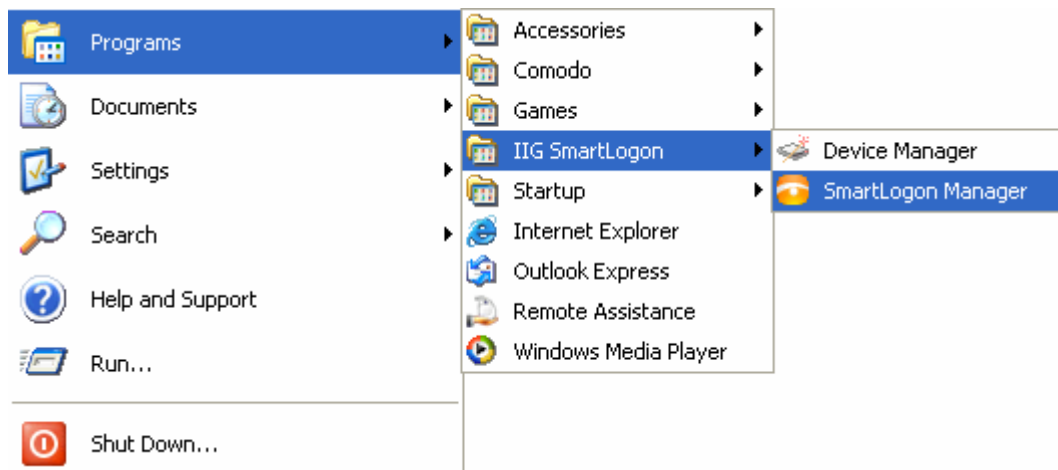 Programs
Documents
Settings
Search
Help and Support
Run...
Shut Down...
Accessories
Comodo
Games
IIG SmartLogon
Startup
Internet Explorer
Outlook Express
Remote Assistance
Windows Media Player
Device Manager
SmartLogon Manager